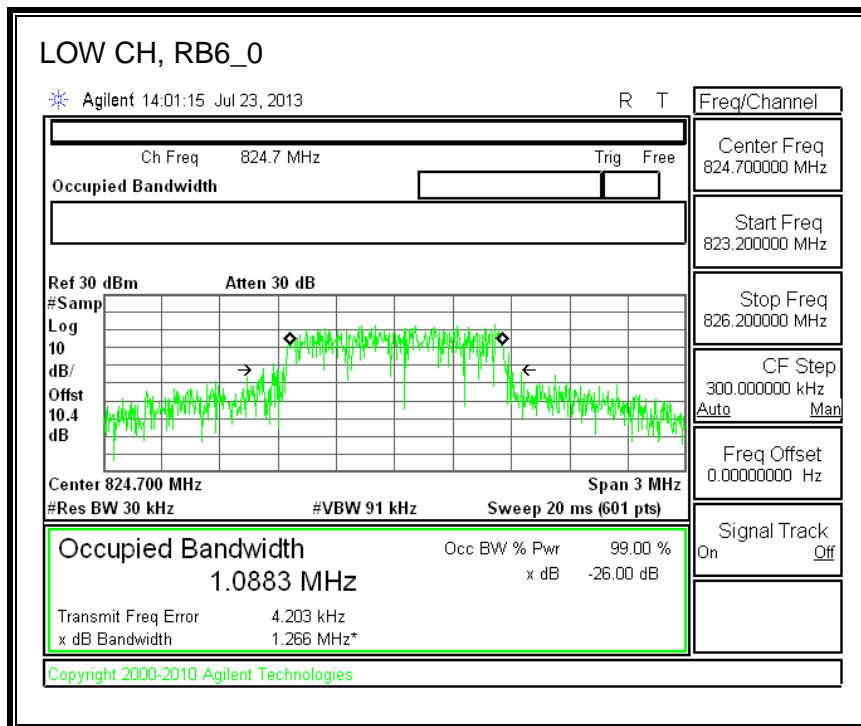 LOW CH, RB6_0
Agilent 14:01:15 Jul 23, 2013 R T
Freq/Channel
Ch Freq 824.7 MHz Trig Free
Occupied Bandwidth
Center Freq
824.700000 MHz
Start Freq
823.200000 MHz
Stop Freq
826.200000 MHz
CF Step
300.000000 kHz
Auto Man
Freq Offset
0.00000000 Hz
Signal Track
On Off
Ref 30 dBm Atten 30 dB
#Samp
Log
10
dB/
Offst
10.4
dB
Center 824.700 MHz Span 3 MHz
#Res BW 30 kHz #VBW 91 kHz Sweep 20 ms (601 pts)
Occupied Bandwidth
1.0883 MHz
Occ BW % Pwr 99.00 %
x dB -26.00 dB
Transmit Freq Error 4.203 kHz
x dB Bandwidth 1.266 MHz*
Copyright 2000-2010 Agilent Technologies